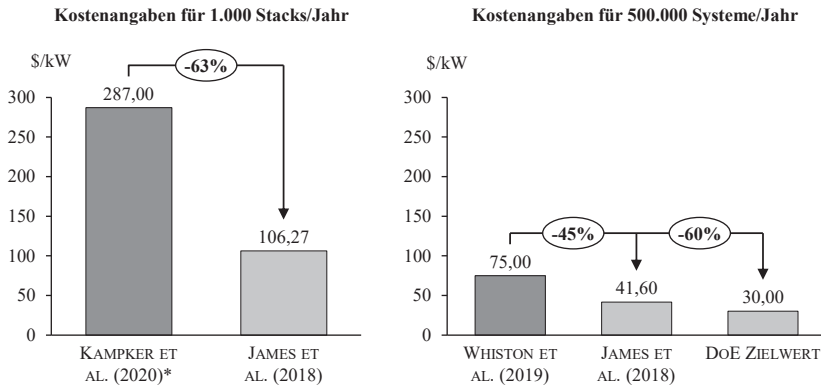 Kostenangaben für 1.000 Stacks/Jahr
$/kW
-63%
300
287,00
250
200
150
106,27
100
50
0
KAMPKER ET
AL. (2020)*
JAMES ET
AL. (2018)
Kostenangaben für 500.000 Systeme/Jahr
$/kW
300
250
200
150
-45%
-60%
100
75,00
50
41,60
30,00
0
WHISTON ET
AL. (2019)
JAMES ET
AL. (2018)
DOE ZIELWERT